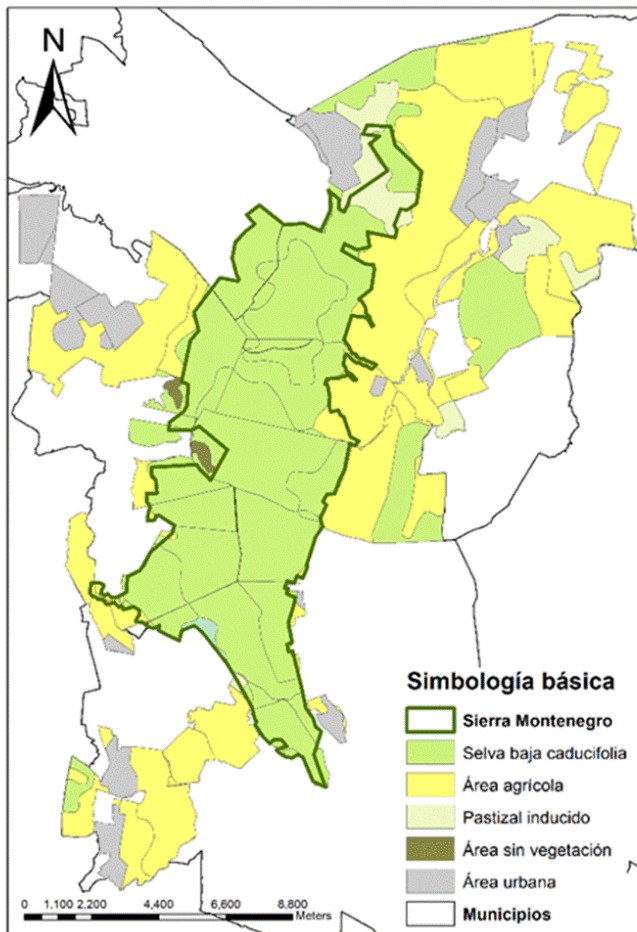 N
Simbología básica
Sierra Montenegro
Selva baja caducifolia
Área agrícola
Pastizal inducido
Área sin vegetación
Área urbana
Municipios
0 1,100 2,200 4,400 6,600 8,800
Meters